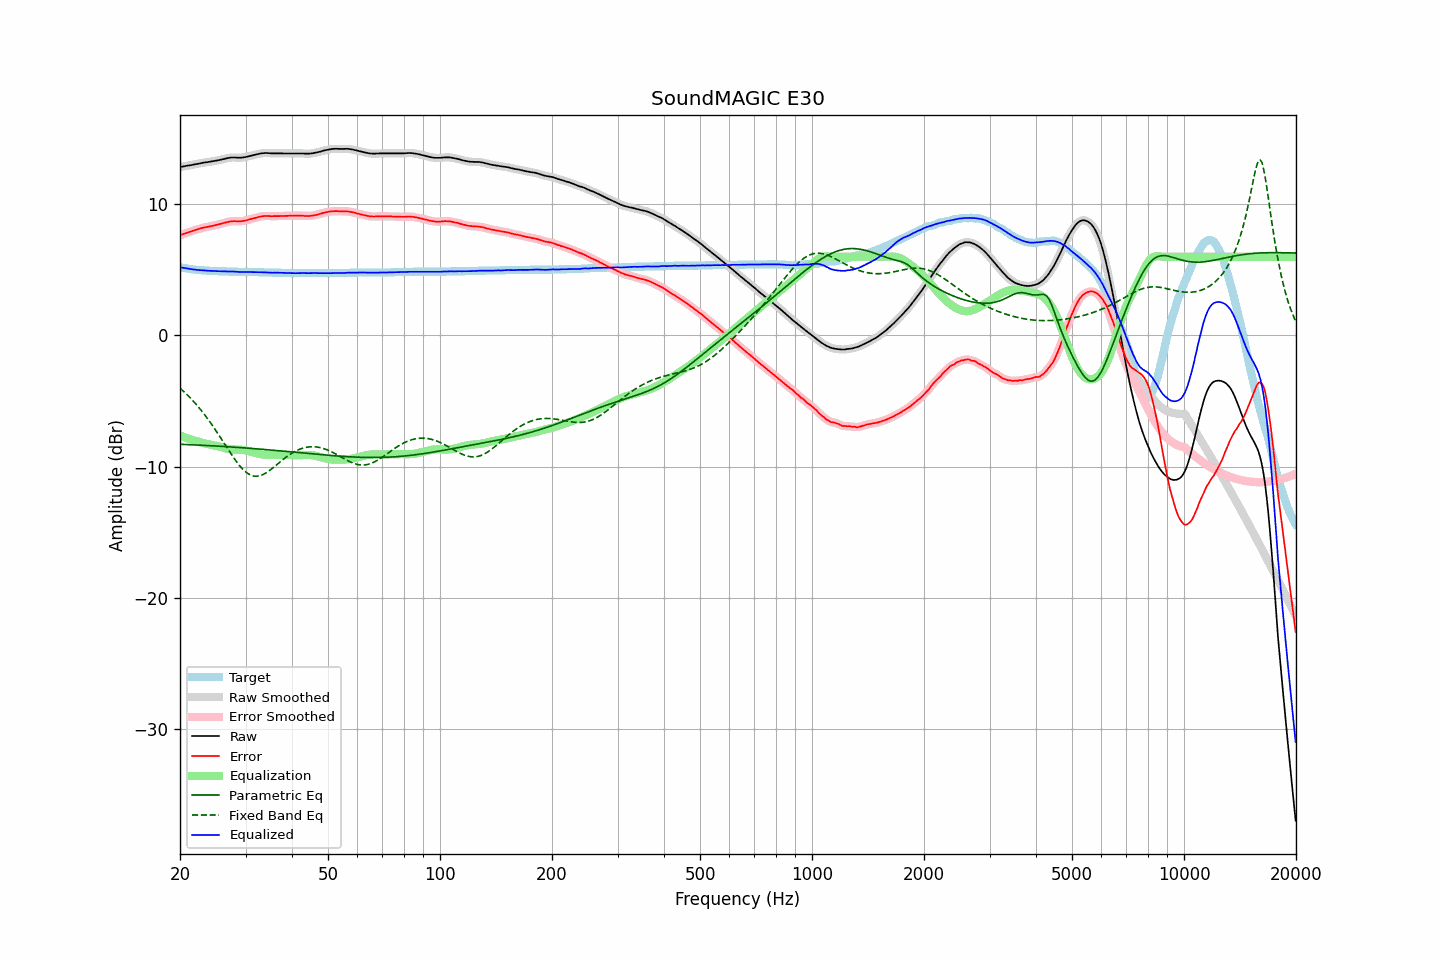 SoundMAGIC E30
Amplitude (dBr)
10
0
−10
−20
−30
Target
Raw Smoothed
Error Smoothed
Raw
Error
Equalization
Parametric Eq
Fixed Band Eq
Equalized
20 50 100 200 500 1000 2000 5000 10000 20000
Frequency (Hz)